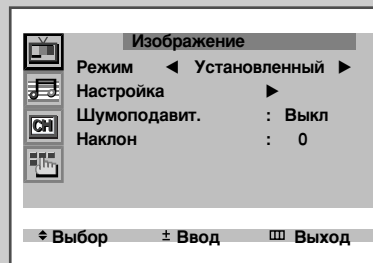 Изображение
Режим ◄ Установленный ►
Настройка ►
Шумоподавит. : Выкл
CH
Наклон : 0
Выбор ± Ввод Выход